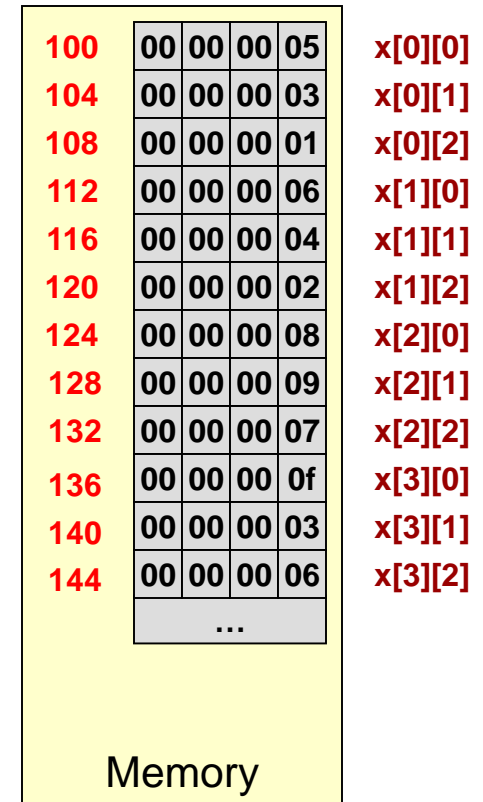 100 00 00 00 05 x[0][0]
104 00 00 00 03 x[0][1]
108 00 00 00 01 x[0][2]
112 00 00 00 06 x[1][0]
116 00 00 00 04 x[1][1]
120 00 00 00 02 x[1][2]
124 00 00 00 08 x[2][0]
128 00 00 00 09 x[2][1]
132 00 00 00 07 x[2][2]
136 00 00 00 0f x[3][0]
140 00 00 00 03 x[3][1]
144 00 00 00 06 x[3][2]
…
Memory